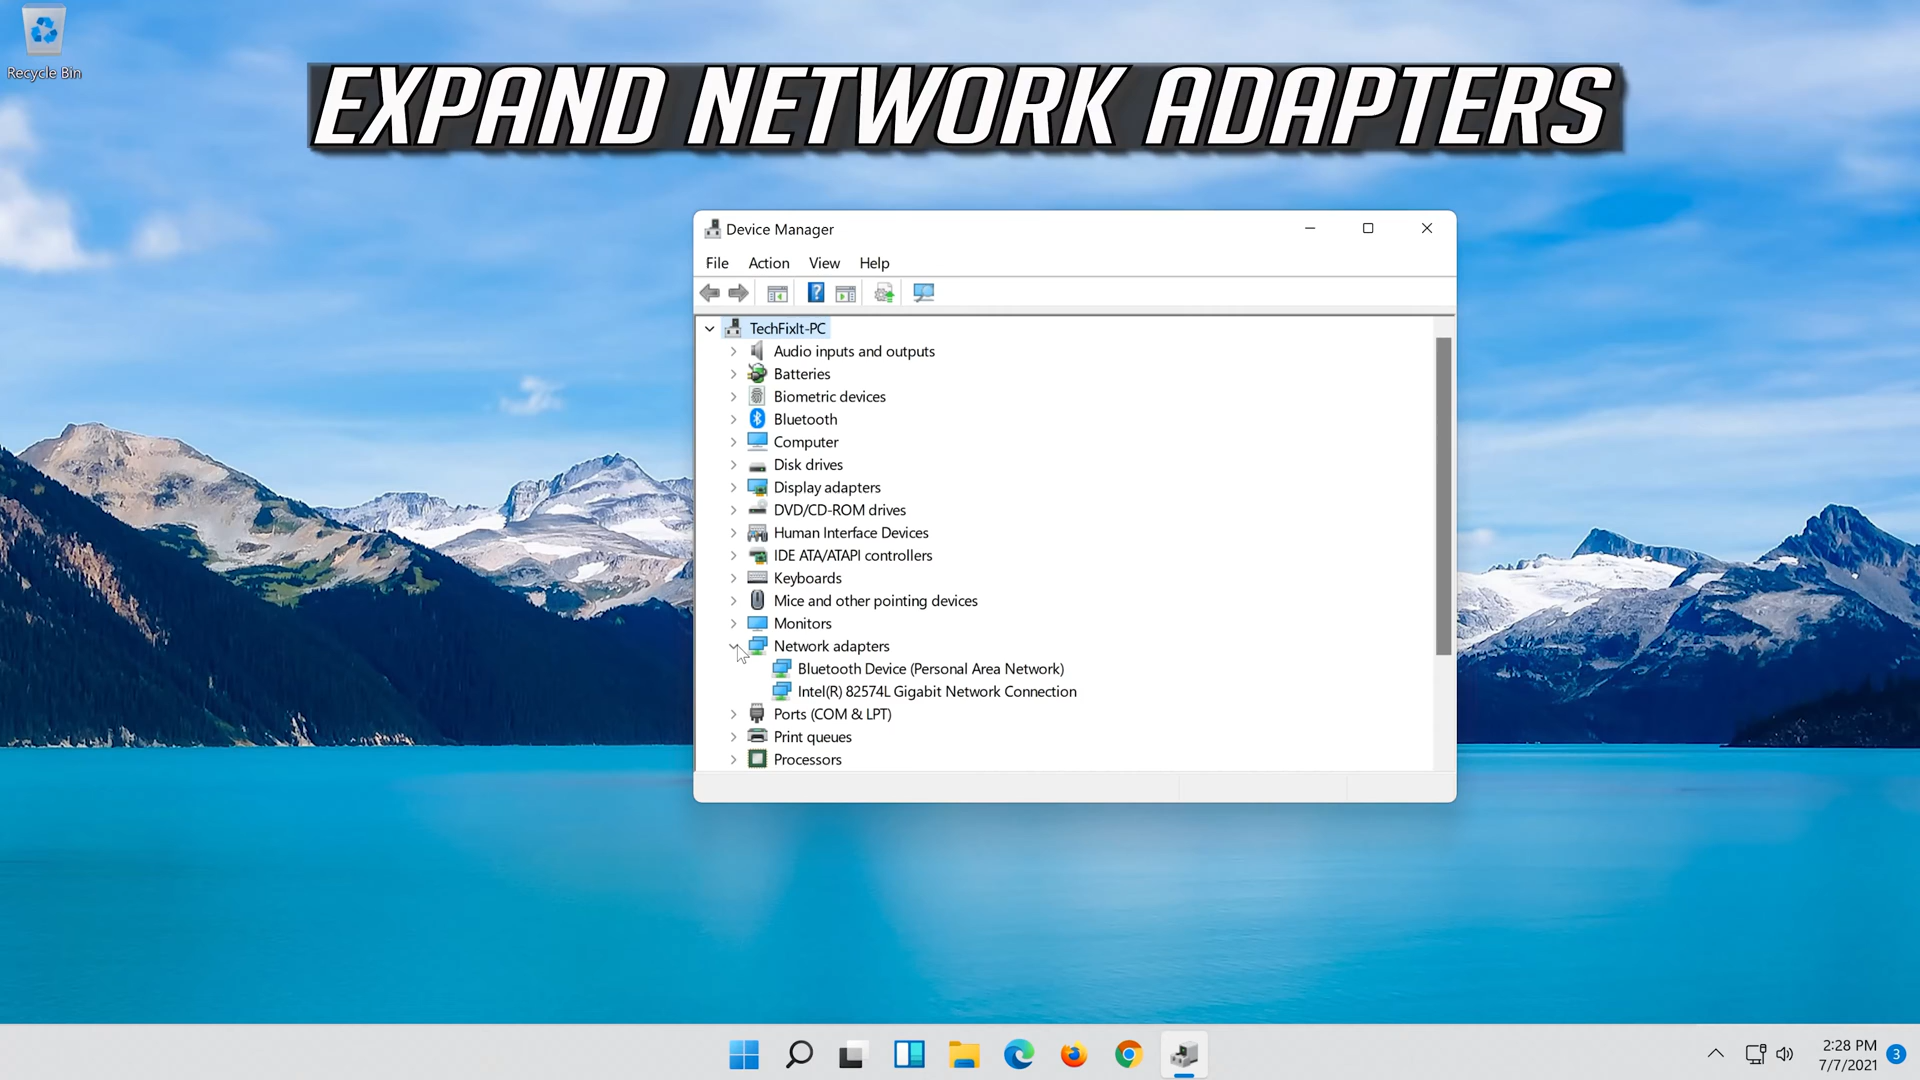 Recycle Bin
EXPAND NETWORK ADAPTERS
Device Manager
File Action View Help
TechFixIt-PC
Audio inputs and outputs
Batteries
Biometric devices
Bluetooth
Computer
Disk drives
Display adapters
DVD/CD-ROM drives
Human Interface Devices
IDE ATA/ATAPI controllers
Keyboards
Mice and other pointing devices
Monitors
Network adapters
Bluetooth Device (Personal Area Network)
Intel(R) 82574L Gigabit Network Connection
Ports (COM & LPT)
Print queues
Processors
2:28 PM
7/7/2021
3